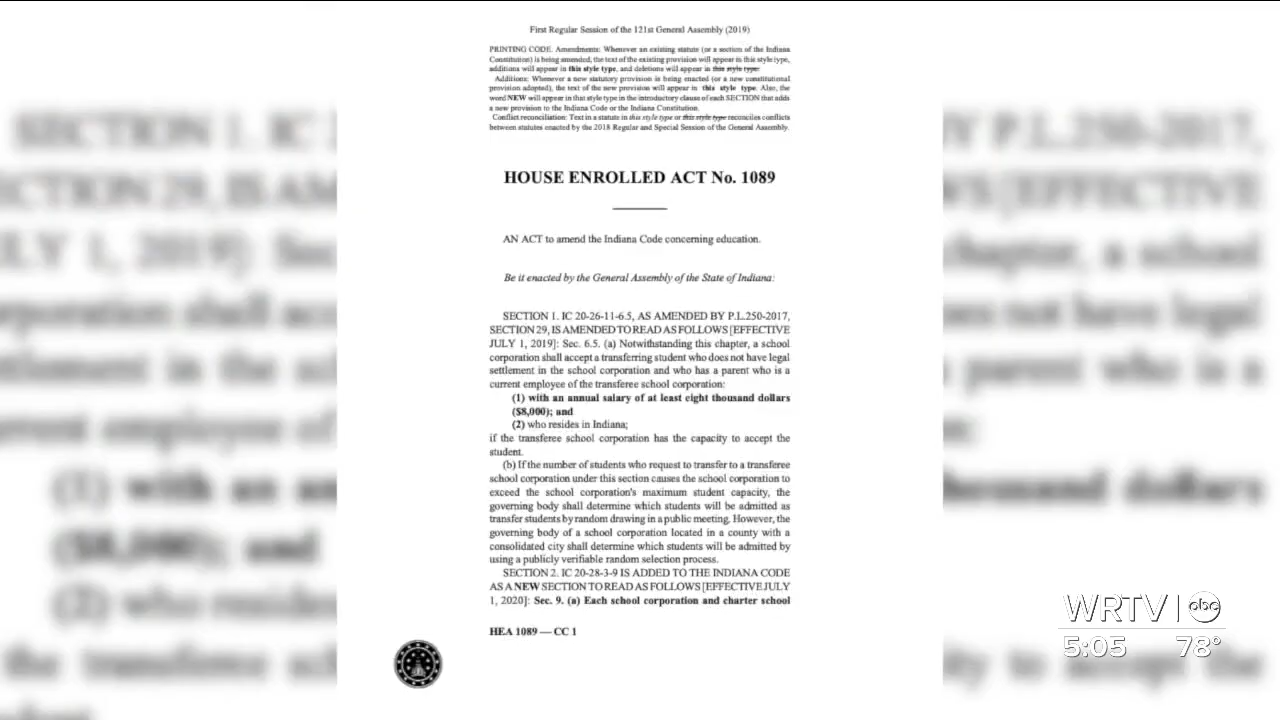 First Regular Session of the 121st General Assembly (2019)
PRINTING CODE. Amendments: Whenever an existing statute (or a section of the Indiana
Constitution) is being amended, the text of the existing provision will appear in this style type,
additions will appear in this style type, and deletions will appear in this style type.
Additions: Whenever a new statutory provision is being enacted (or a new constitutional
provision adopted), the text of the new provision will appear in this style type. Also, the
word NEW will appear in that style type in the introductory clause of each SECTION that adds
a new provision to the Indiana Code or the Indiana Constitution.
Conflict reconciliation: Text in a statute in this style type or this style type reconciles conflicts
between statutes enacted by the 2018 Regular and Special Session of the General Assembly.
HOUSE ENROLLED ACT No. 1089
AN ACT to amend the Indiana Code concerning education.
Be it enacted by the General Assembly of the State of Indiana:
SECTION 1. IC 20-26-11-6.5, AS AMENDED BY P.L.250-2017,
SECTION 29, IS AMENDED TO READ AS FOLLOWS [EFFECTIVE
JULY 1, 2019]: Sec. 6.5. (a) Notwithstanding this chapter, a school
corporation shall accept a transferring student who does not have legal
settlement in the school corporation and who has a parent who is a
current employee of the transferee school corporation:
(1) with an annual salary of at least eight thousand dollars
($8,000); and
(2) who resides in Indiana;
if the transferee school corporation has the capacity to accept the
student.
(b) If the number of students who request to transfer to a transferee
school corporation under this section causes the school corporation to
exceed the school corporation's maximum student capacity, the
governing body shall determine which students will be admitted as
transfer students by random drawing in a public meeting. However, the
governing body of a school corporation located in a county with a
consolidated city shall determine which students will be admitted by
using a publicly verifiable random selection process.
SECTION 2. IC 20-28-3-9 IS ADDED TO THE INDIANA CODE
AS A NEW SECTION TO READ AS FOLLOWS [EFFECTIVE JULY
1, 2020]: Sec. 9. (a) Each school corporation and charter school
HEA 1089 — CC 1
WRTV abc
5:05 78°